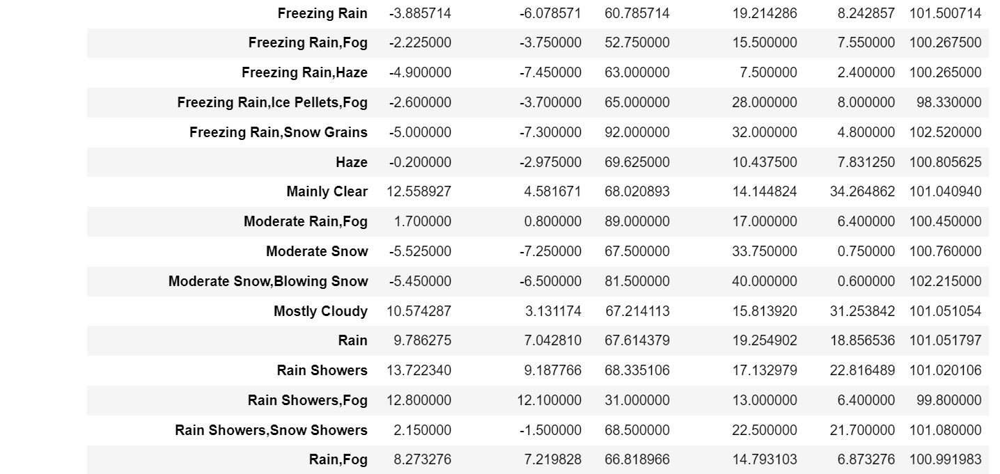 Freezing Rain -3.885714 -6.078571 60.785714 19.214286 8.242857 101.500714
Freezing Rain,Fog -2.225000 -3.750000 52.750000 15.500000 7.550000 100.267500
Freezing Rain,Haze -4.900000 -7.450000 63.000000 7.500000 2.400000 100.265000
Freezing Rain,Ice Pellets,Fog -2.600000 -3.700000 65.000000 28.000000 8.000000 98.330000
Freezing Rain,Snow Grains -5.000000 -7.300000 92.000000 32.000000 4.800000 102.520000
Haze -0.200000 -2.975000 69.625000 10.437500 7.831250 100.805625
Mainly Clear 12.558927 4.581671 68.020893 14.144824 34.264862 101.040940
Moderate Rain,Fog 1.700000 0.800000 89.000000 17.000000 6.400000 100.450000
Moderate Snow -5.525000 -7.250000 67.500000 33.750000 0.750000 100.760000
Moderate Snow,Blowing Snow -5.450000 -6.500000 81.500000 40.000000 0.600000 102.215000
Mostly Cloudy 10.574287 3.131174 67.214113 15.813920 31.253842 101.051054
Rain 9.786275 7.042810 67.614379 19.254902 18.856536 101.051797
Rain Showers 13.722340 9.187766 68.335106 17.132979 22.816489 101.020106
Rain Showers,Fog 12.800000 12.100000 31.000000 13.000000 6.400000 99.800000
Rain Showers,Snow Showers 2.150000 -1.500000 68.500000 22.500000 21.700000 101.080000
Rain,Fog 8.273276 7.219828 66.818966 14.793103 6.873276 100.991983